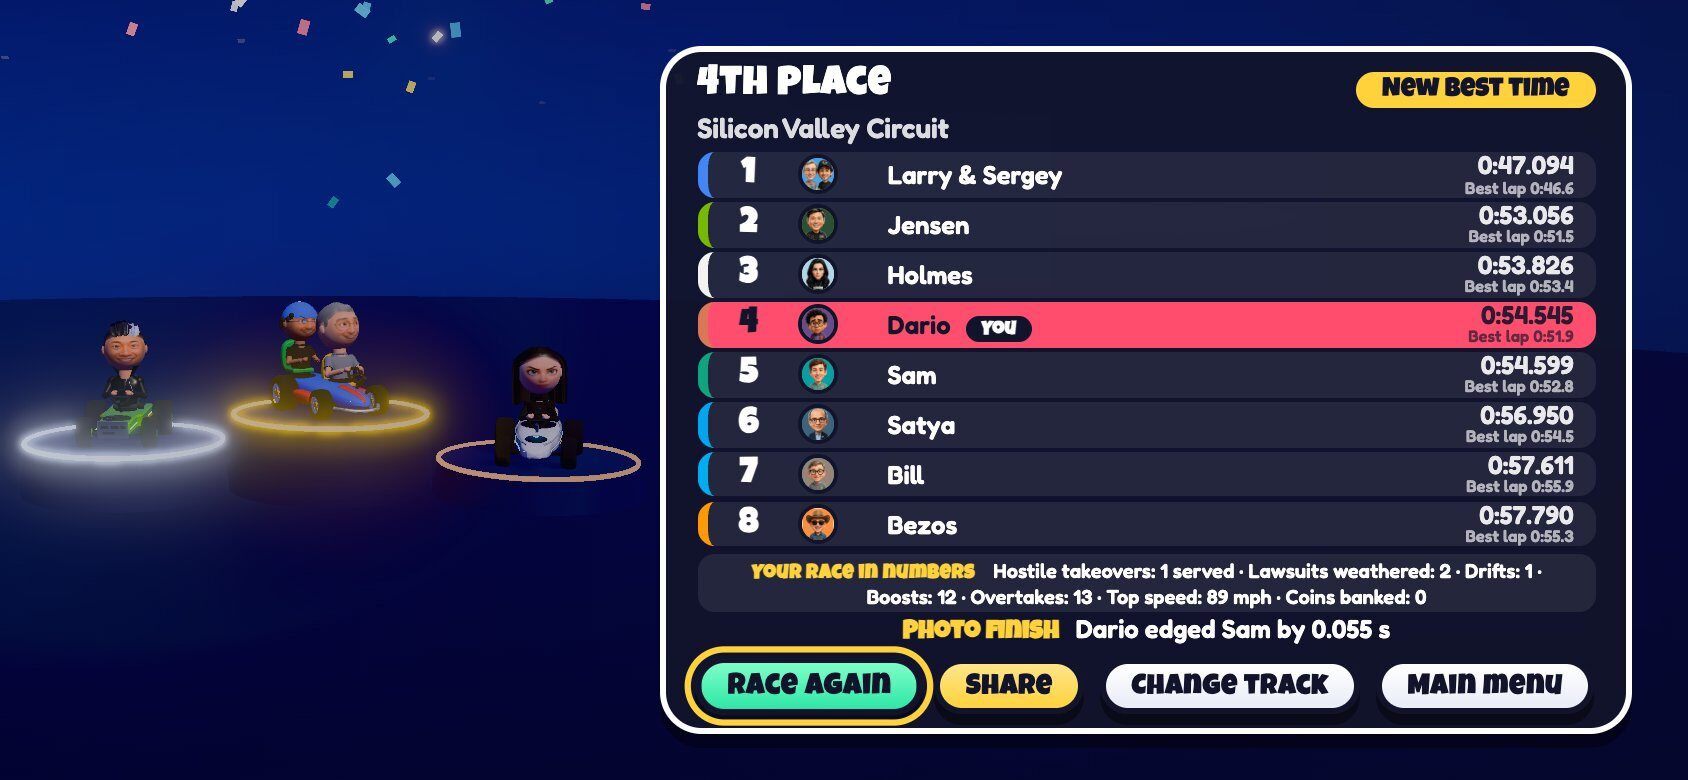 4TH PLACE
NEW BEST TIME
Silicon Valley Circuit
1 Larry & Sergey 0:47.094
Best lap 0:46.6
2 Jensen 0:53.056
Best lap 0:51.5
3 Holmes 0:53.826
Best lap 0:53.4
4 Dario YOU 0:54.545
Best lap 0:51.9
5 Sam 0:54.599
Best lap 0:52.8
6 Satya 0:56.950
Best lap 0:54.5
7 Bill 0:57.611
Best lap 0:55.9
8 Bezos 0:57.790
Best lap 0:55.3
YOUR RACE IN NUMBERS Hostile takeovers: 1 served · Lawsuits weathered: 2 · Drifts: 1 ·
Boosts: 12 · Overtakes: 13 · Top speed: 89 mph · Coins banked: 0
PHOTO FINISH Dario edged Sam by 0.055 s
RACE AGAIN SHARE CHANGE TRACK MAIN MENU